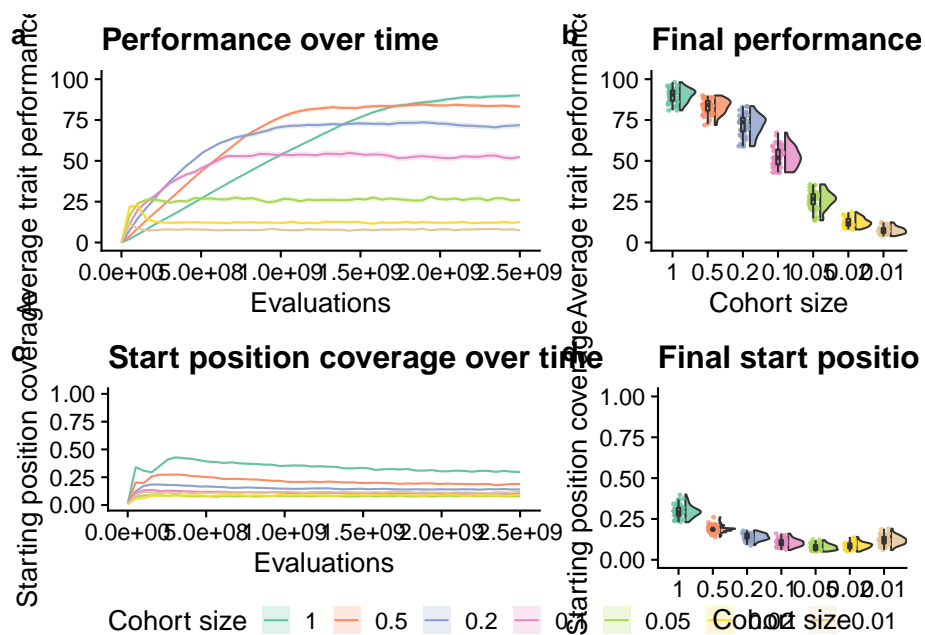 a
Performance over time
Average trait performance
100
75
50
25
0
0.0e+00 5.0e+08 1.0e+09 1.5e+09 2.0e+09 2.5e+09
Evaluations
b
Final performance
Average trait performance
100
75
50
25
0
1 0.5 0.2 0.1 0.05 0.02 0.01
Cohort size
c
Start position coverage over time
Starting position coverage
1.00
0.75
0.50
0.25
0.00
0.0e+00 5.0e+08 1.0e+09 1.5e+09 2.0e+09 2.5e+09
Evaluations
d
Final start positio
Starting position coverage
1.00
0.50
0.25
0.00
1 0.5 0.2 0.1 0.05 0.02 0.01
Cohort size
Cohort size 1 0.5 0.2 0.1 0.05 0.02 0.01